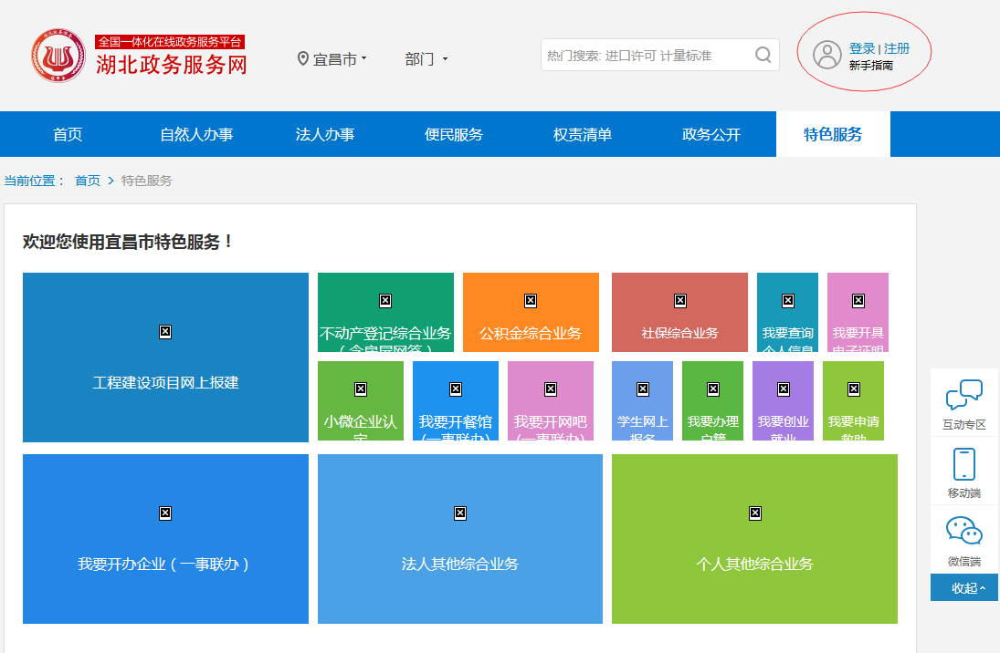 全国一体化在线政务服务平台
湖北政务服务网
宜昌市
部门
热门搜索: 进口许可 计量标准
登录 | 注册
新手指南
首页
自然人办事
法人办事
便民服务
权责清单
政务公开
特色服务
当前位置： 首页 > 特色服务
欢迎您使用宜昌市特色服务！
工程建设项目网上报建
不动产登记综合业务
（含房屋网签）
公积金综合业务
社保综合业务
我要查询
个人信息
我要开具
电子证明
小微企业认
定
我要开餐馆
(一事联办)
我要开网吧
(一事联办)
学生网上
报名
我要办理
户籍
我要创业
就业
我要申请
救助
我要开办企业（一事联办）
法人其他综合业务
个人其他综合业务
互动专区
移动端
微信端
收起